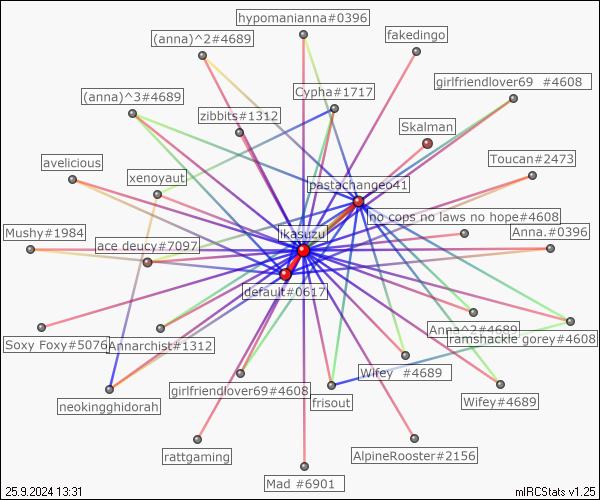 hypomanianna#0396
(anna)^2#4689
fakedingo
girlfriendlover69 #4608
Cypha#1717
(anna)^3#4689
zibbits#1312
Skalman
Toucan#2473
avelicious
xenoyaut
pastachangeo41
no cops no laws no hope#4608
Mushy#1984
ikasuzu
Anna.#0396
ace deucy#7097
default#0617
Anna^2#4689
Soxy Foxy#5076
Annarchist#1312
ramshackle gorey#4608
Wifey #4689
girlfriendlover69#4608
neokingghidorah
frisout
Wifey#4689
rattgaming
AlpineRooster#2156
Mad #6901
25.9.2024 13:31
mIRCStats v1.25